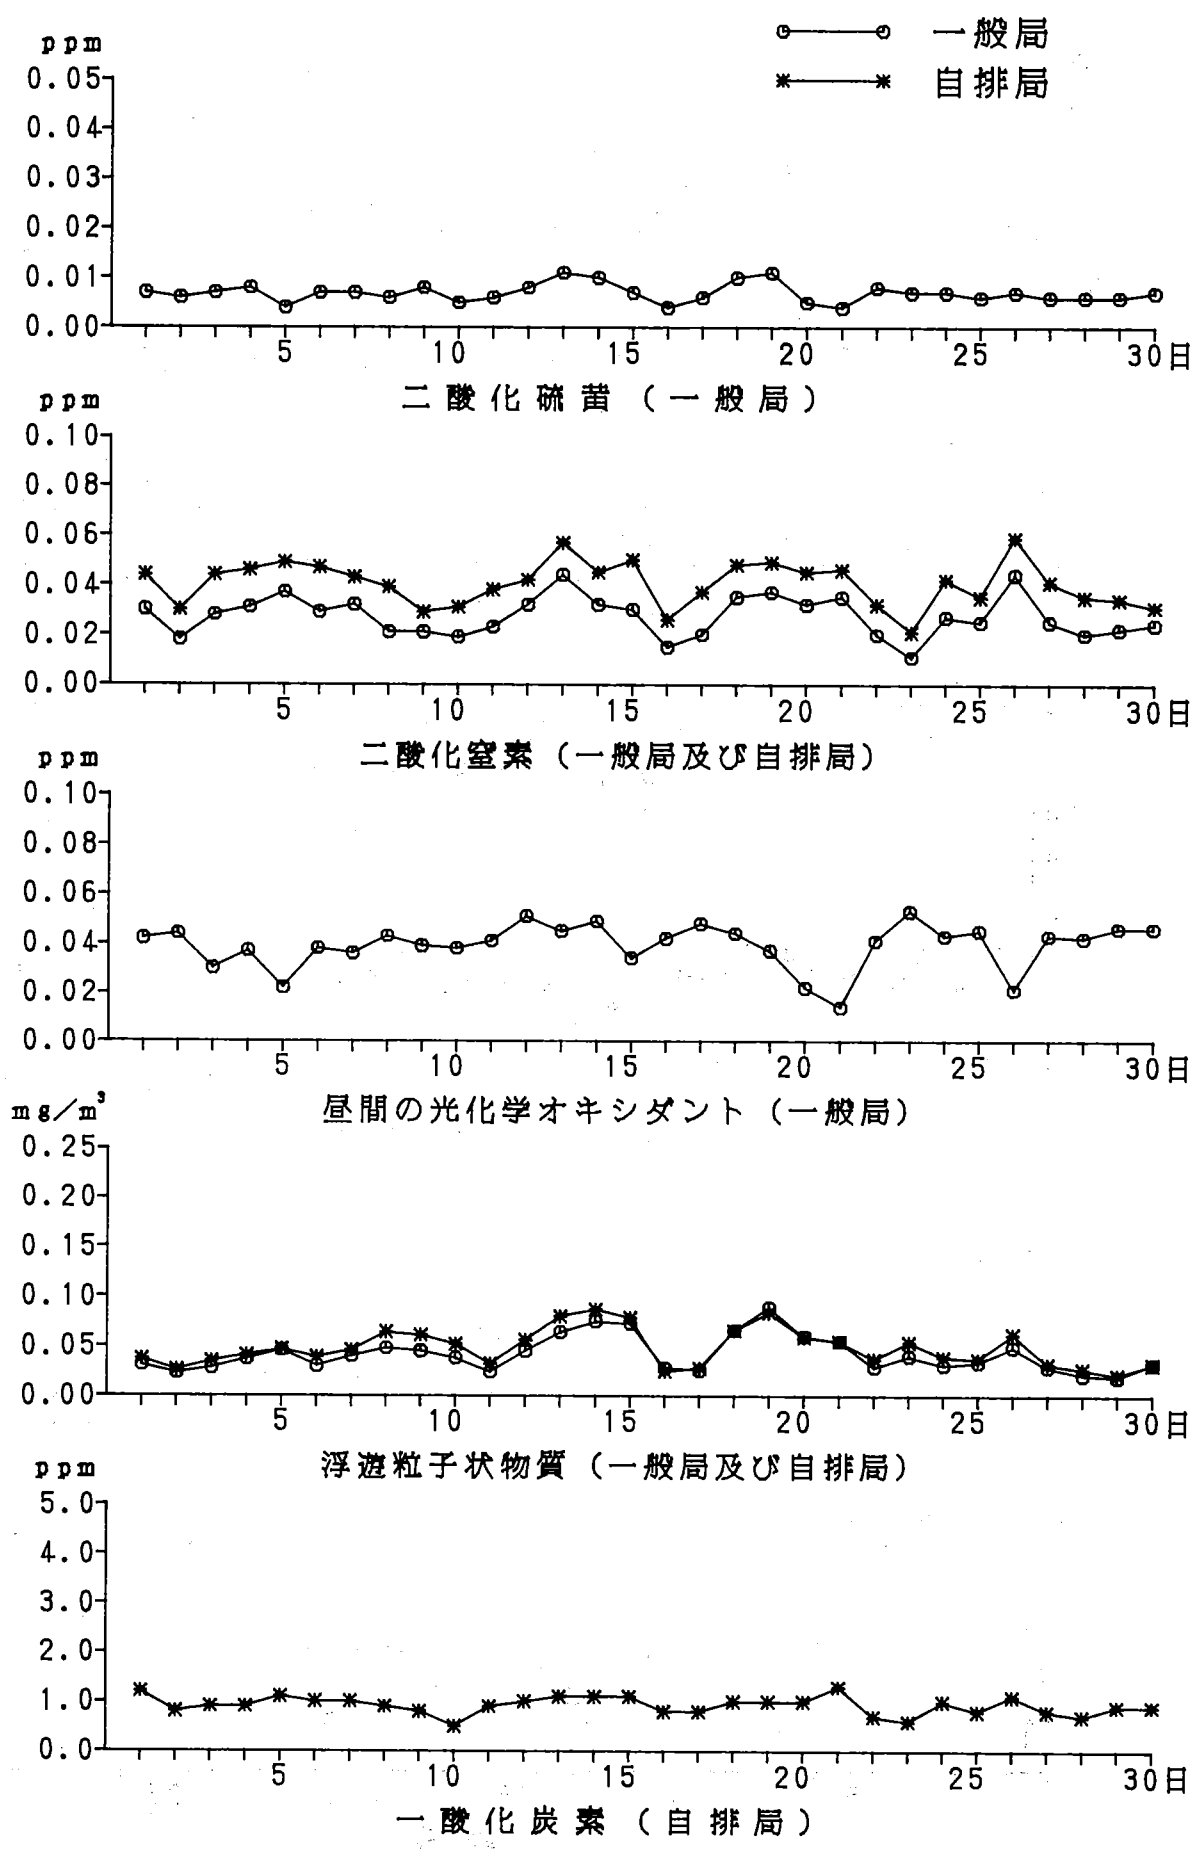 一般局
自排局
ppm
0.05
0.04
0.03
0.02
0.01
0.00
5 10 15 20 25 30日
二酸化硫黄（一般局）
ppm
0.10
0.08
0.06
0.04
0.02
0.00
5 10 15 20 25 30日
二酸化窒素（一般局及び自排局）
ppm
0.10
0.08
0.06
0.04
0.02
0.00
5 10 15 20 25 30日
昼間の光化学オキシダント（一般局）
mg/m³
0.25
0.20
0.15
0.10
0.05
0.00
5 10 15 20 25 30日
浮遊粒子状物質（一般局及び自排局）
ppm
5.0
4.0
3.0
2.0
1.0
0.0
5 10 15 20 25 30日
一酸化炭素（自排局）